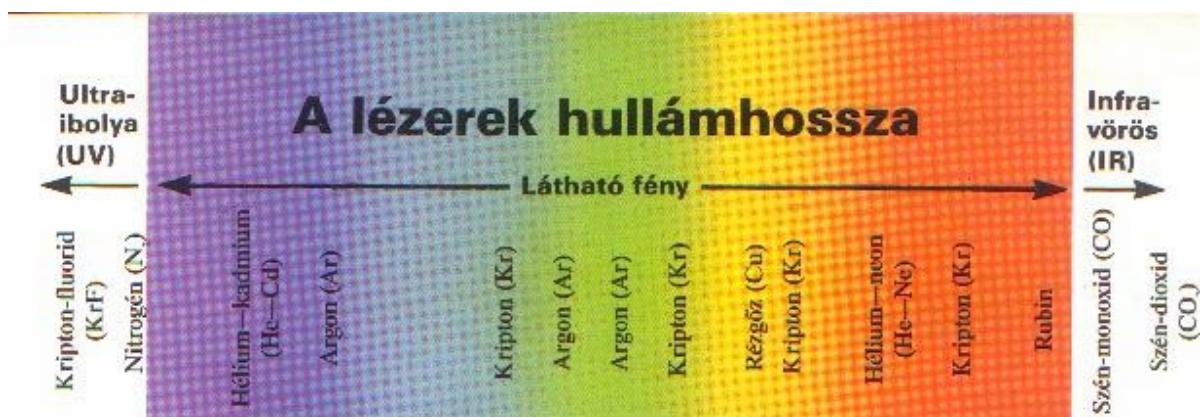 Ultra-
ibolya
(UV)
A lézerek hullámhossza
Infra-
vörös
(IR)
Látható fény
Kripton-fluorid
(KrF)
Nitrogén (N
Hélium—kadmium
(He—Cd)
Argon (Ar)
Kripton (Kr)
Argon (Ar)
Argon (Ar)
Kripton (Kr)
Rézgőz (Cu)
Kripton (Kr)
Hélium—neon
(He—Ne)
Kripton (Kr)
Rubin
Szén-monoxid (CO)
Szén-dioxid
(CO